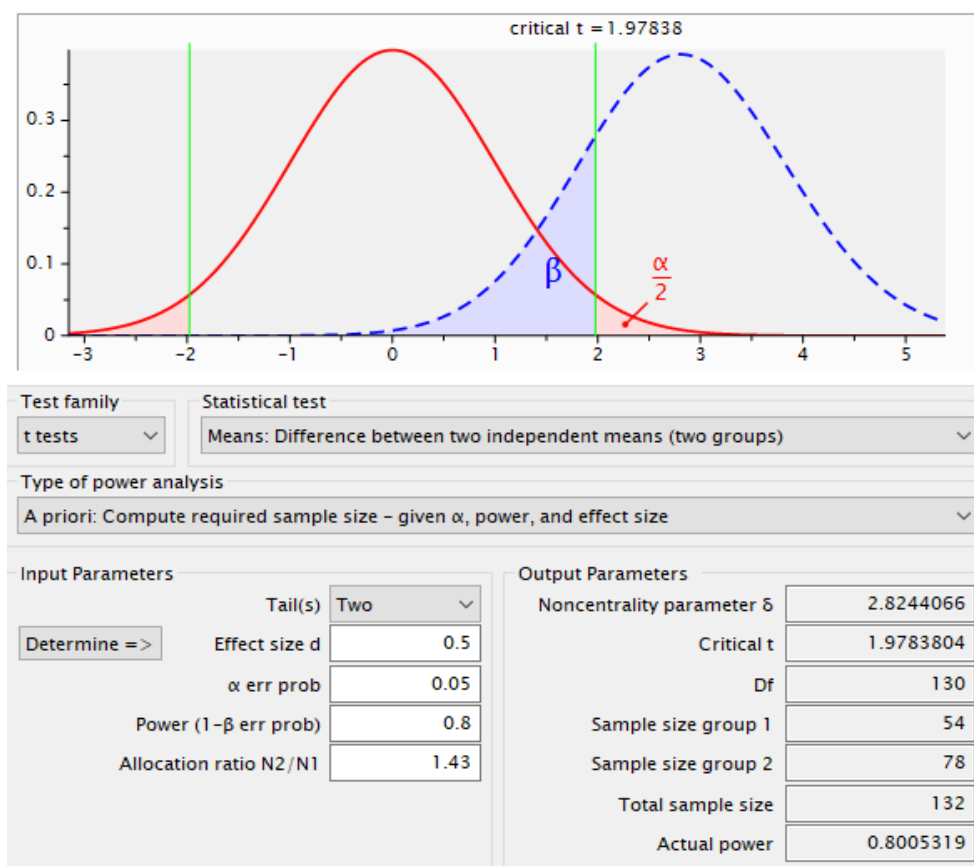 critical t = 1.97838
0.3
0.2
0.1
0
β
α
2
-3 -2 -1 0 1 2 3 4 5
Test family
Statistical test
t tests
Means: Difference between two independent means (two groups)
Type of power analysis
A priori: Compute required sample size – given α, power, and effect size
Input Parameters
Output Parameters
Tail(s) Two
Noncentrality parameter δ 2.8244066
Determine => Effect size d 0.5
Critical t 1.9783804
α err prob 0.05
Df 130
Power (1-β err prob) 0.8
Sample size group 1 54
Allocation ratio N2/N1 1.43
Sample size group 2 78
Total sample size 132
Actual power 0.8005319